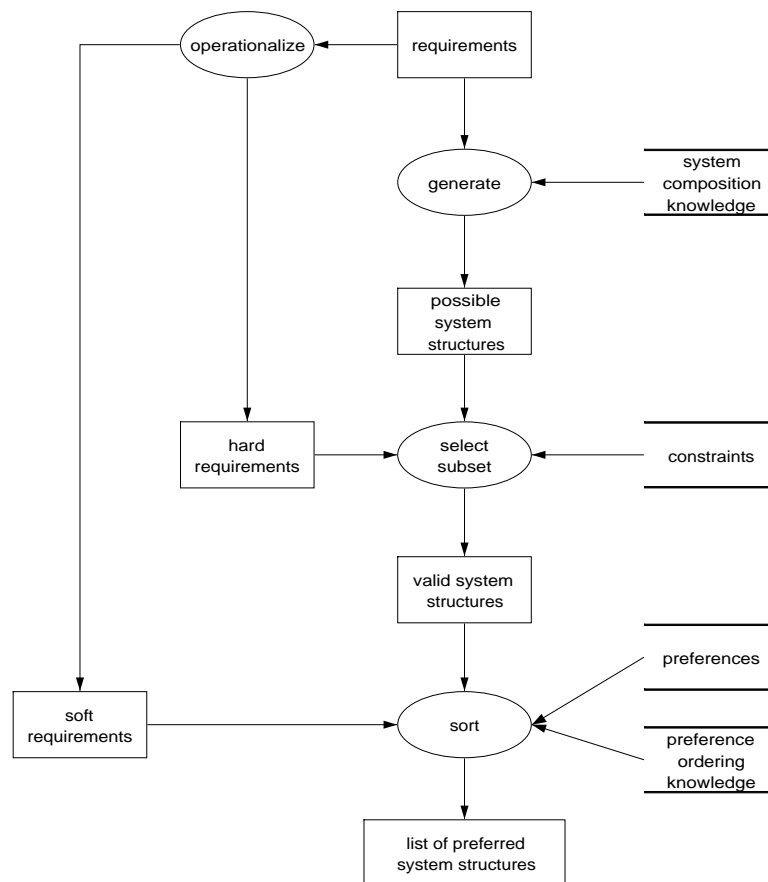 operationalize
requirements
generate
system
composition
knowledge
possible
system
structures
hard
requirements
select
subset
constraints
valid system
structures
preferences
soft
requirements
sort
preference
ordering
knowledge
list of preferred
system structures